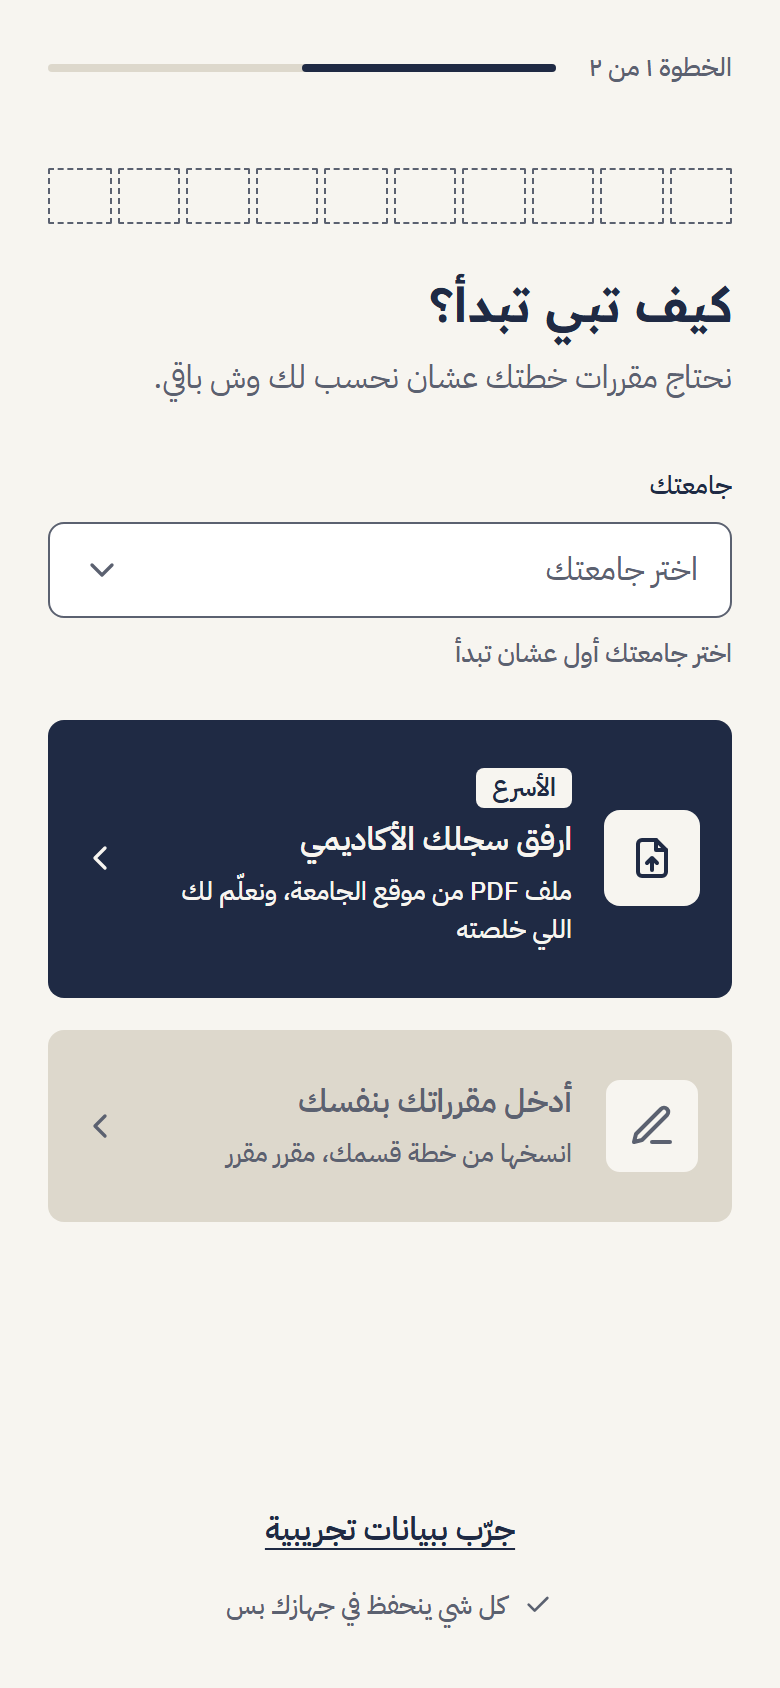 الخطوة ١ من ٢
كيف تبي تبدأ؟
نحتاج مقررات خطتك عشان نحسب لك وش باقي.
جامعتك
اختر جامعتك
اختر جامعتك أول عشان تبدأ
الأسرع
ارفق سجلك الأكاديمي
ملف PDF من موقع الجامعة، ونعلّم لك
اللي خلصته
أدخل مقرراتك بنفسك
انسخها من خطة قسمك، مقرر مقرر
جرّب ببيانات تجريبية
كل شي ينحفظ في جهازك بس